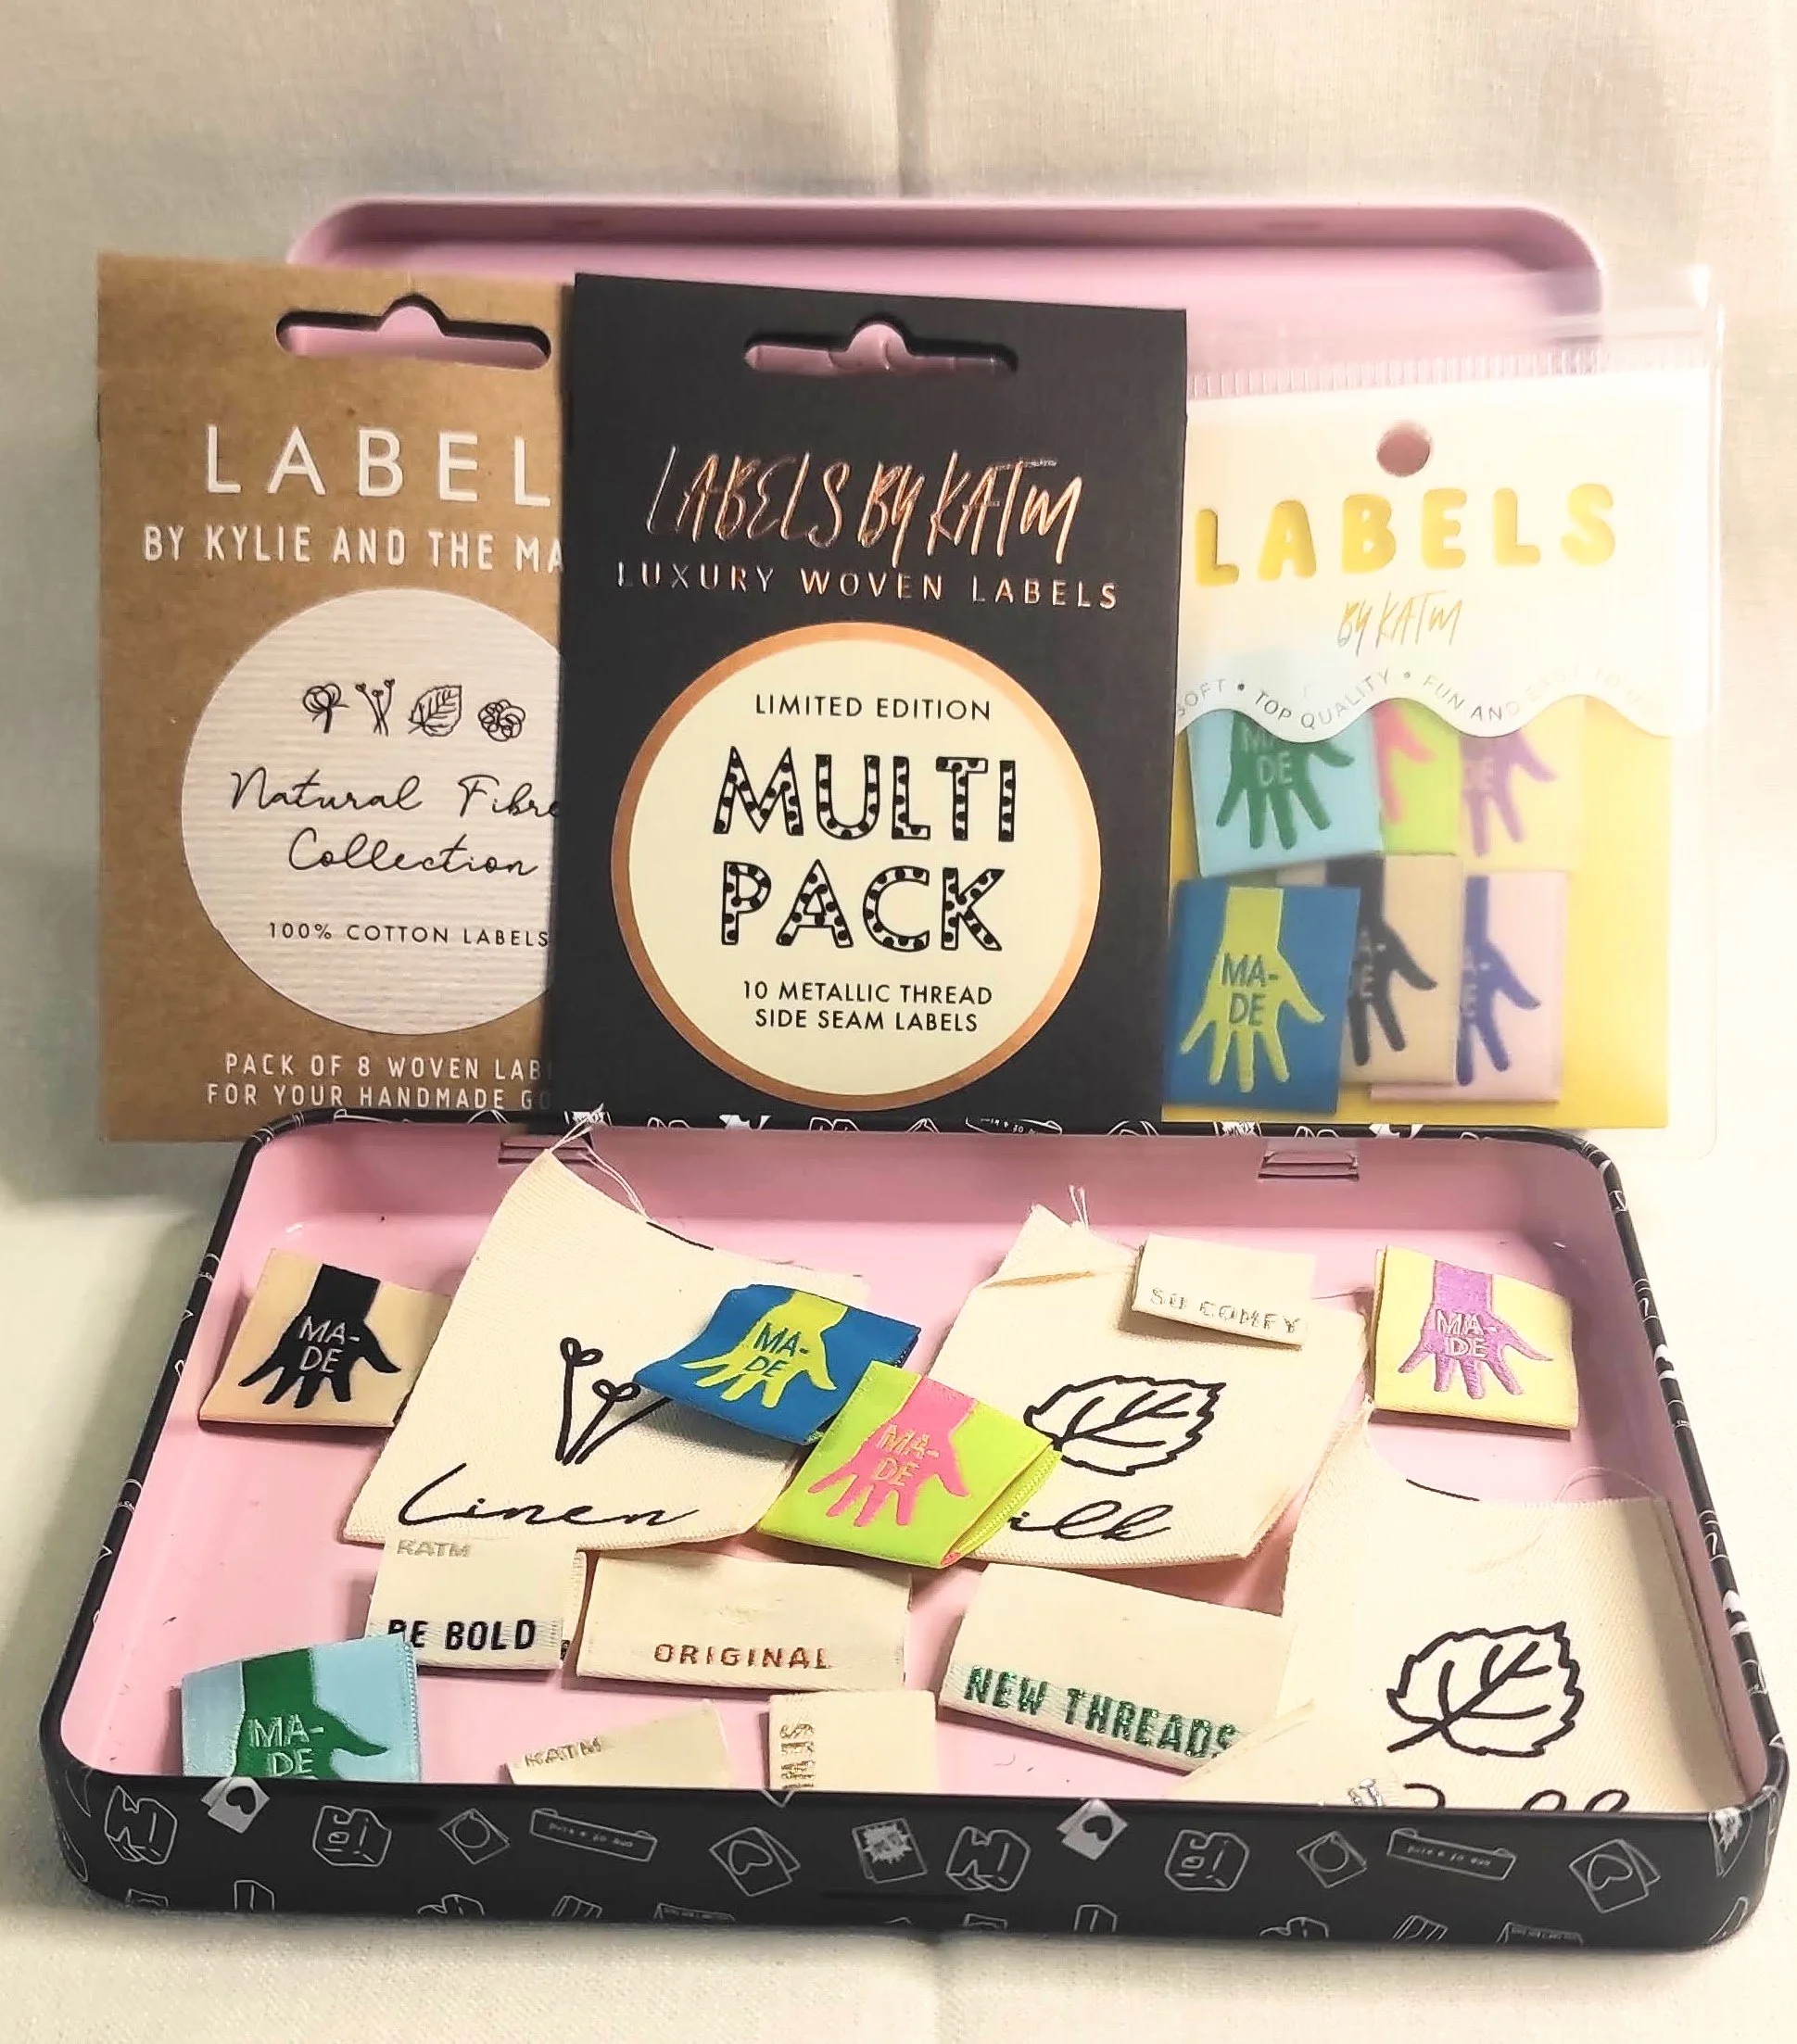 LABEL
BY KYLIE AND THE MA
Natural Fibre
Collection
100% COTTON LABELS
PACK OF 8 WOVEN LAB
FOR YOUR HANDMADE GO
LABELS BY KATM
LUXURY WOVEN LABELS
LIMITED EDITION
MULTI
PACK
10 METALLIC THREAD
SIDE SEAM LABELS
LABELS
BY KATM
SOFT • TOP QUALITY • FUN AND EASY TO
MA-
DE
DE
MA-
DE
MA-
DE
SO COMFY
MA-
DE
MA-
DE
MA-
DE
Linen
ilk
KATM
BE BOLD
ORIGINAL
NEW THREADS
MA-
DE
KATM